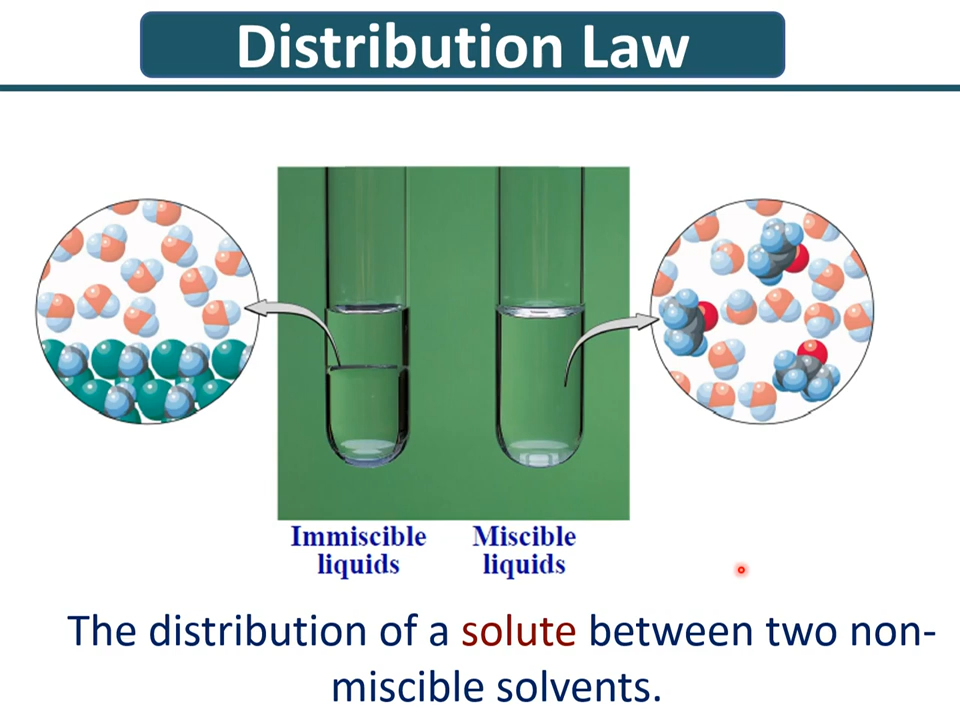 Distribution Law
Immiscible liquids
Miscible liquids
The distribution of a solute between two non-
miscible solvents.